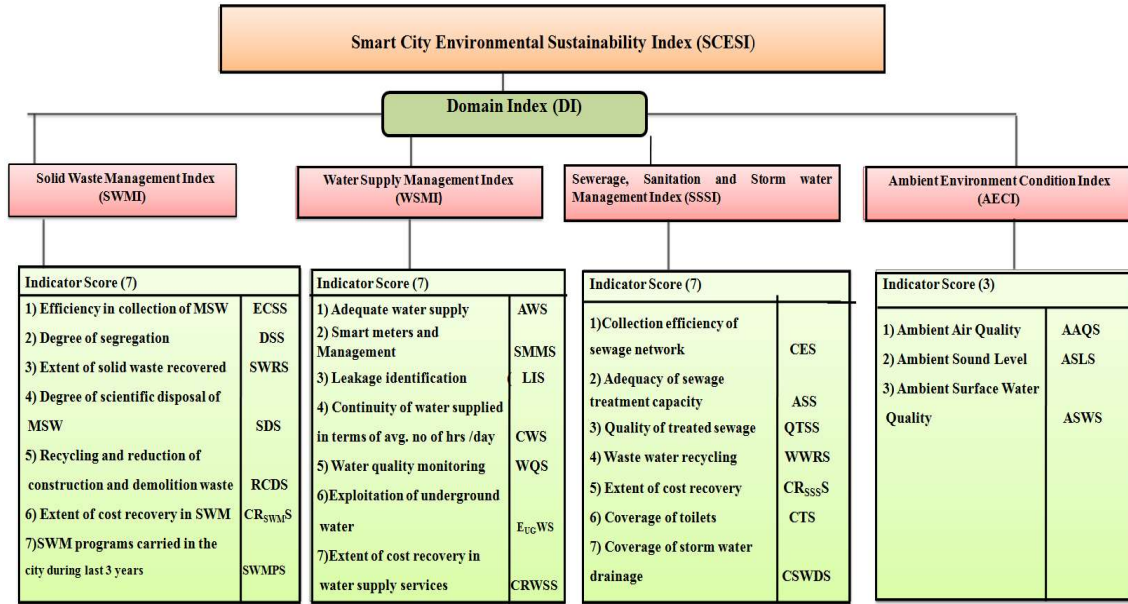 Smart City Environmental Sustainability Index (SCESI)
Domain Index (DI)
Solid Waste Management Index
(SWMI)
Water Supply Management Index
(WSMI)
Sewerage, Sanitation and Storm water
Management Index (SSSI)
Ambient Environment Condition Index
(AECI)
Indicator Score (7)
1) Efficiency in collection of MSW ECSS
2) Degree of segregation DSS
3) Extent of solid waste recovered SWRS
4) Degree of scientific disposal of
MSW SDS
5) Recycling and reduction of
construction and demolition waste RCDS
6) Extent of cost recovery in SWM CRSWMS
7)SWM programs carried in the
city during last 3 years SWMPS
Indicator Score (7)
1) Adequate water supply AWS
2) Smart meters and
Management SMMS
3) Leakage identification ( LIS
4) Continuity of water supplied
in terms of avg. no of hrs /day CWS
5) Water quality monitoring WQS
6)Exploitation of underground
water EUGWS
7)Extent of cost recovery in
water supply services CRWSS
Indicator Score (7)
1)Collection efficiency of
sewage network CES
2) Adequacy of sewage
treatment capacity ASS
3) Quality of treated sewage QTSS
4) Waste water recycling WWRS
5) Extent of cost recovery CRSSSS
6) Coverage of toilets CTS
7) Coverage of storm water
drainage CSWDS
Indicator Score (3)
1) Ambient Air Quality AAQS
2) Ambient Sound Level ASLS
3) Ambient Surface Water
Quality ASWS